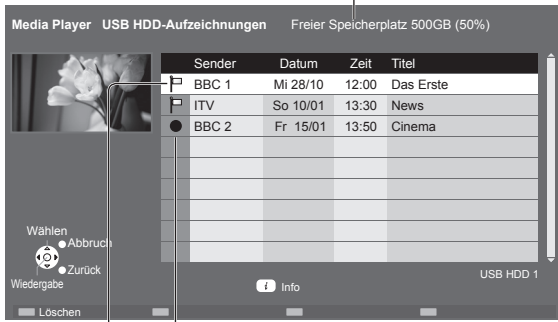 Media Player USB HDD-Aufzeichnungen Freier Speicherplatz 500GB (50%)
Sender Datum Zeit Titel
BBC 1 Mi 28/10 12:00 Das Erste
ITV So 10/01 13:30 News
BBC 2 Fr 15/01 13:50 Cinema
Wählen
Abbruch
Zurück
Wiedergabe
USB HDD 1
i Info
Löschen